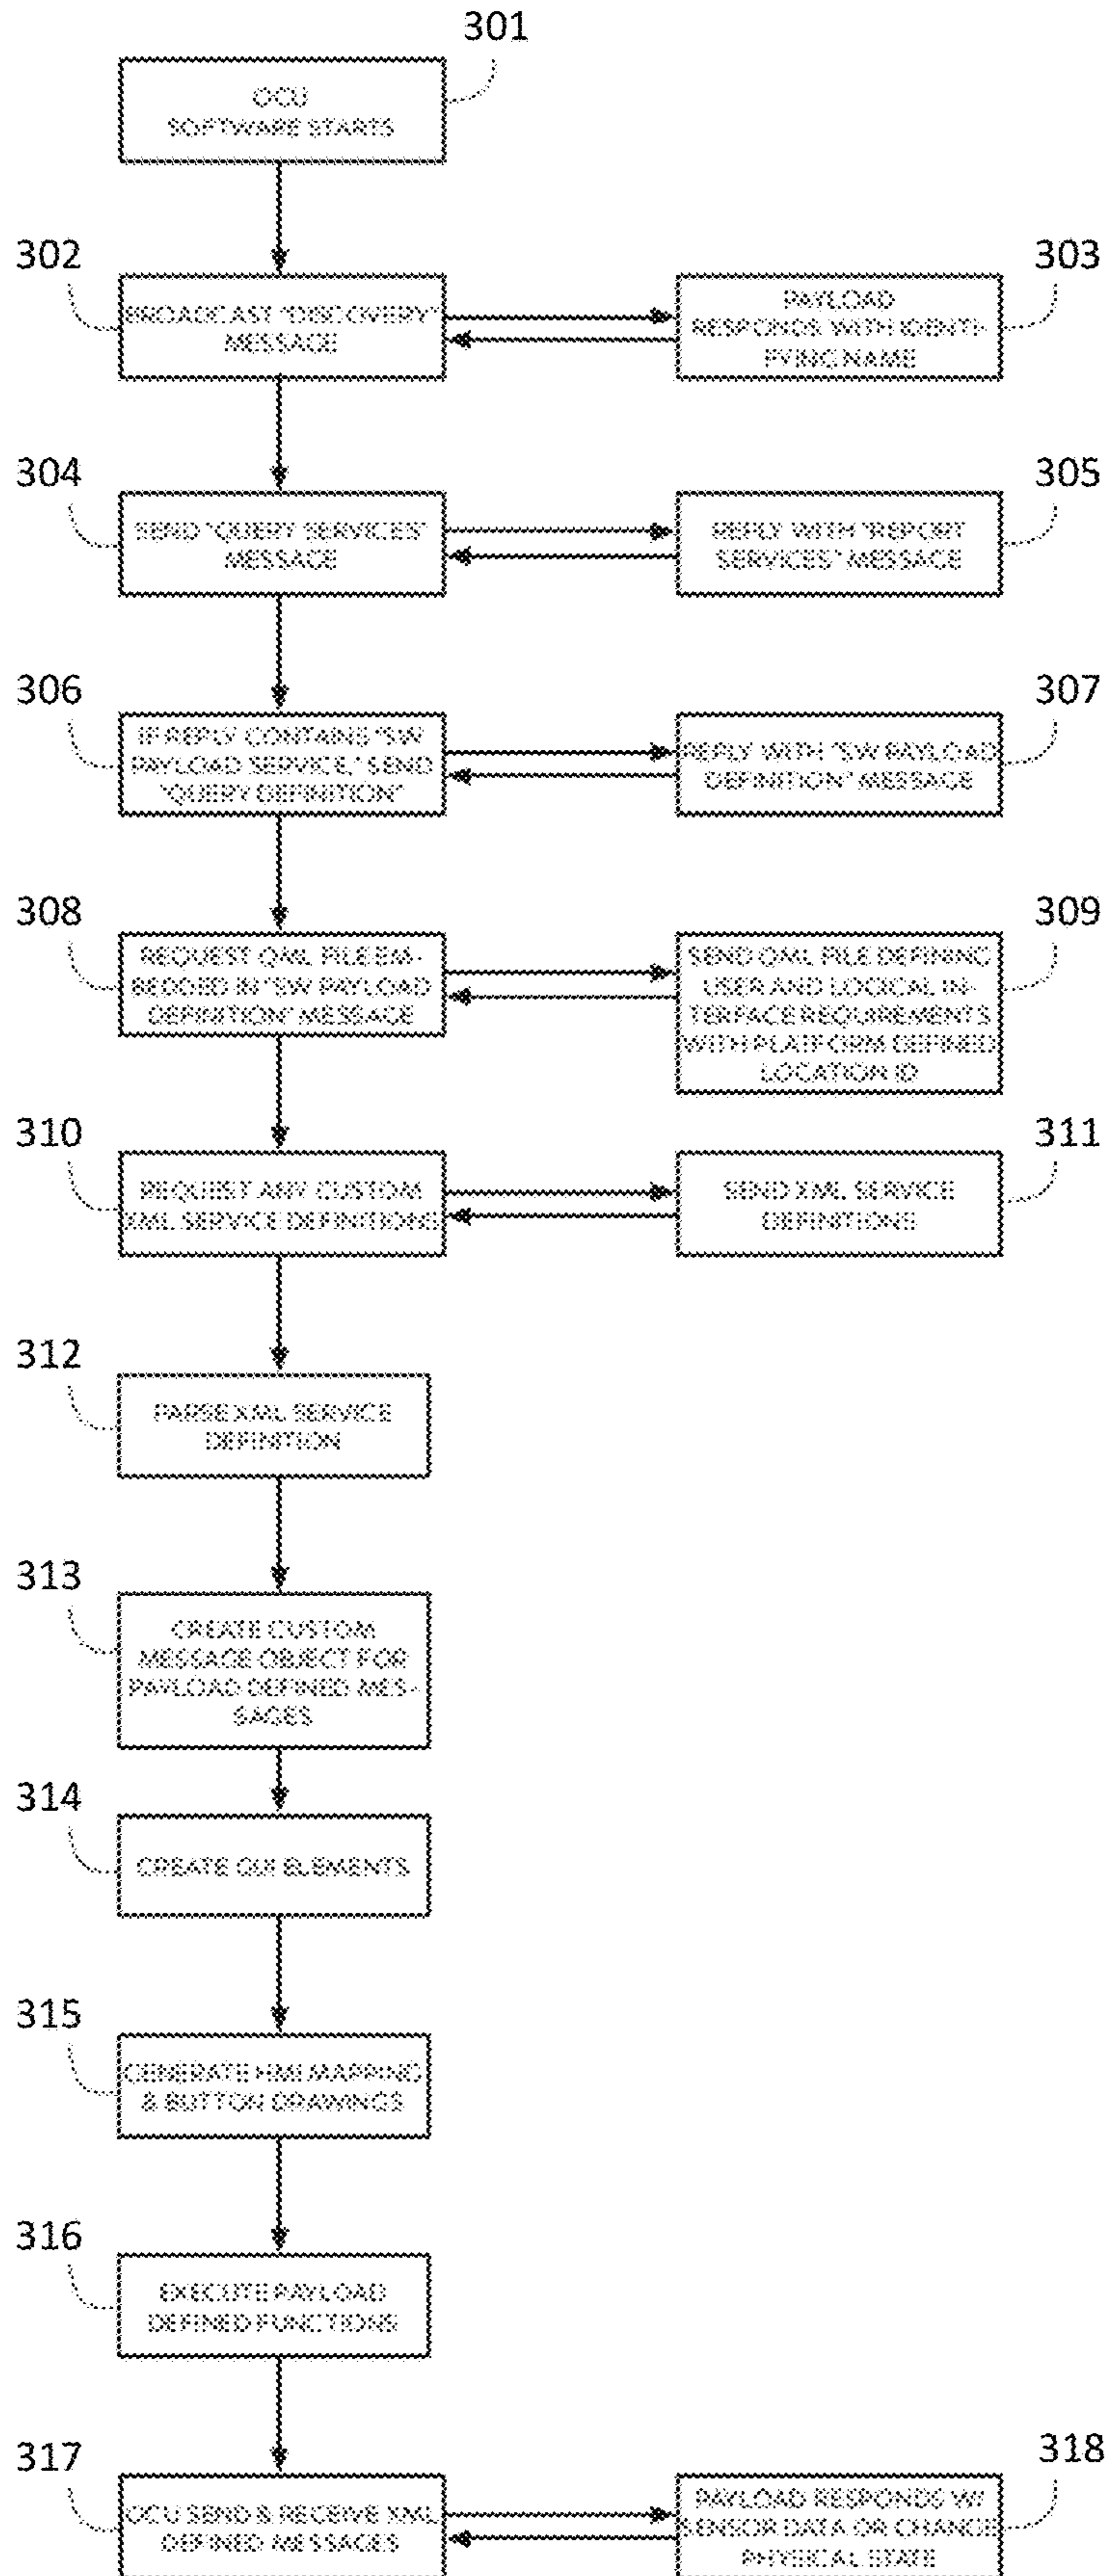 301
OCU
SOFTWARE STARTS
302
BROADCAST "DISCOVERY"
MESSAGE
303
PAYLOAD
RESPONDS WITH IDENTI-
FYING NAME
304
SEND "QUERY SERVICES"
MESSAGE
305
REPLY WITH "REPORT
SERVICES" MESSAGE
306
IF REPLY CONTAINS "SW
PAYLOAD SERVICE," SEND
"QUERY DEFINITION"
307
REPLY WITH "SW PAYLOAD
DEFINITION" MESSAGE
308
REQUEST QML FILE EM-
BEDDED IN "SW PAYLOAD
DEFINITION" MESSAGE
309
SEND QML FILE DEFINING
USER AND LOGICAL IN-
TERFACE REQUIREMENTS
WITH PLATFORM DEFINED
LOCATION ID
310
REQUEST ANY CUSTOM
XML SERVICE DEFINITIONS
311
SEND XML SERVICE
DEFINITIONS
312
PARSE XML SERVICE
DEFINITION
313
CREATE CUSTOM
MESSAGE OBJECT FOR
PAYLOAD DEFINED MES-
SAGES
314
CREATE GUI ELEMENTS
315
GENERATE HMI MAPPING
& BUTTON DRAWINGS
316
EXECUTE PAYLOAD
DEFINED FUNCTIONS
317
OCU SEND & RECEIVE XML
DEFINED MESSAGES
318
PAYLOAD RESPONDS W/
SENSOR DATA OR CHANGE
PHYSICAL STATE